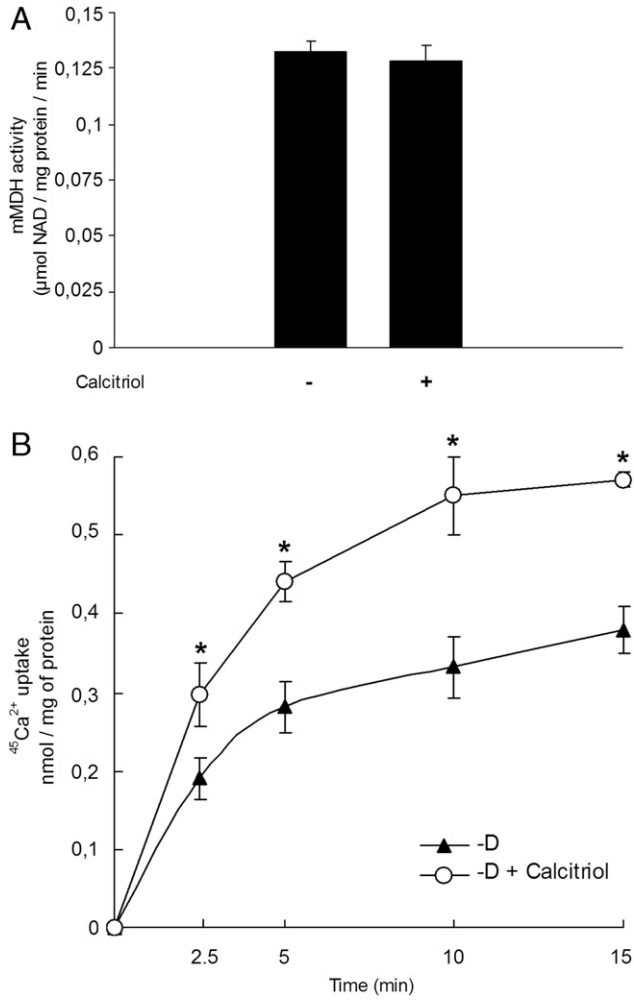 A
mMDH activity
(µmol NAD / mg protein / min
0,15
0,125
0,1
0,075
0,05
0,025
0
Calcitriol - +
B
45Ca2+ uptake
nmol / mg of protein
0,6
0,5
0,4
0,3
0,2
0,1
0
* * * *
-D
-D + Calcitriol
2.5 5 10 15
Time (min)